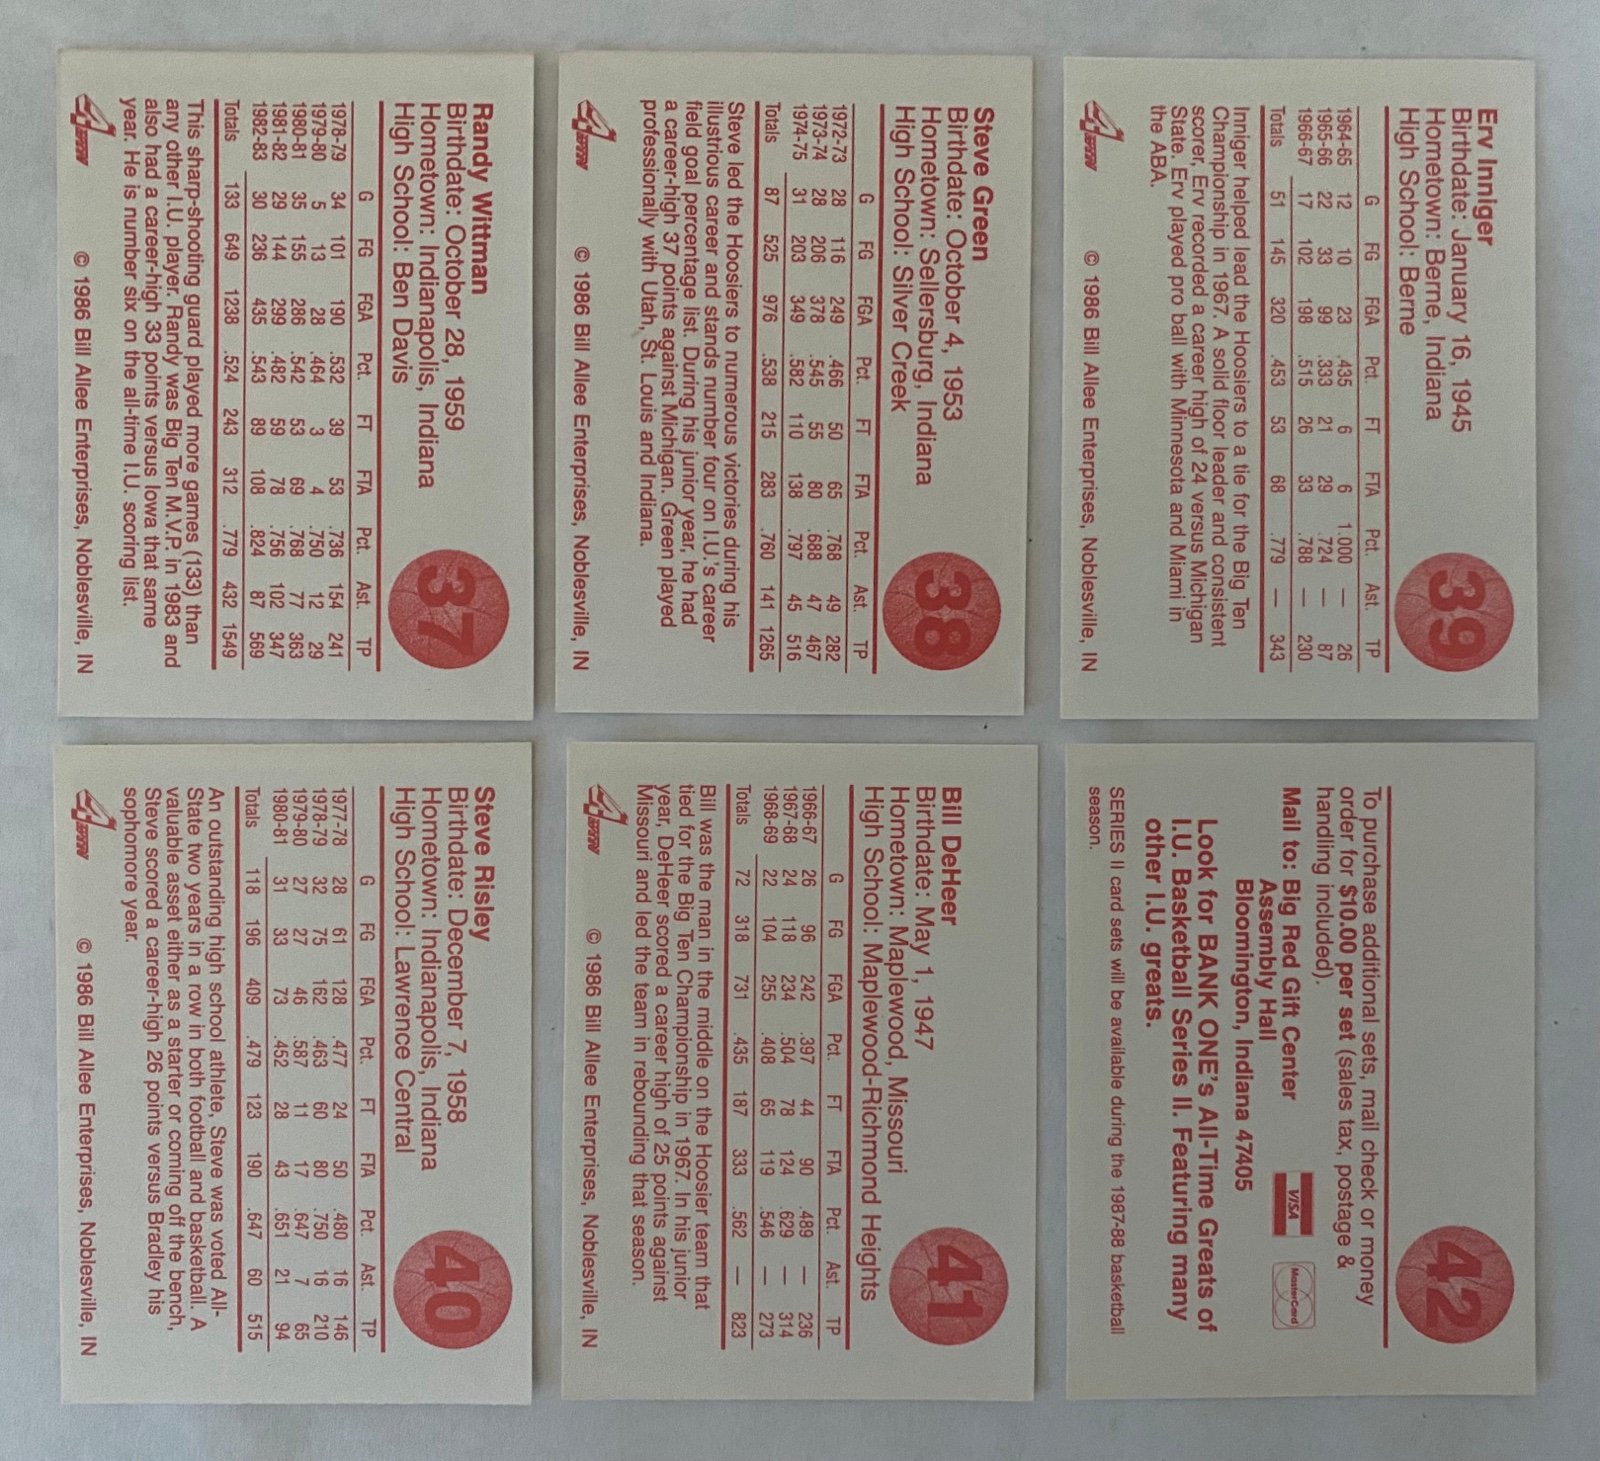 Erv Inniger
Birthdate: January 16, 1945
Hometown: Berne, Indiana
High School: Berne
39
G FG FGA Pct. FT FTA Pct. Ast. TP
1964-65 12 10 23 .435 6 6 1.000 — 26
1965-66 22 33 99 .333 21 29 .724 — 87
1966-67 17 102 198 .515 26 33 .788 — 230
Totals 51 145 320 .453 53 68 .779 — 343
Inniger helped lead the Hoosiers to a tie for the Big Ten
Championship in 1967. A solid floor leader and consistent
scorer, Erv recorded a career high of 24 versus Michigan
State. Erv played pro ball with Minnesota and Miami in
the ABA.
© 1986 Bill Allee Enterprises, Noblesville, IN
42
To purchase additional sets, mail check or money
order for $10.00 per set (sales tax, postage &
handling included).
Mail to: Big Red Gift Center
Assembly Hall
Bloomington, Indiana 47405
VISA
MasterCard
Look for BANK ONE's All-Time Greats of
I.U. Basketball Series II. Featuring many
other I.U. greats.
SERIES II card sets will be available during the 1987-88 basketball
season.
Steve Green
Birthdate: October 4, 1953
Hometown: Sellersburg, Indiana
High School: Silver Creek
38
G FG FGA Pct. FT FTA Pct. Ast. TP
1972-73 28 116 249 .466 50 65 .768 49 282
1973-74 28 206 378 .545 55 80 .688 47 467
1974-75 31 203 349 .582 110 138 .797 45 516
Totals 87 525 976 .538 215 283 .760 141 1265
Steve led the Hoosiers to numerous victories during his
illustrious career and stands number four on I.U.'s career
field goal percentage list. During his junior year, he had
a career-high 37 points against Michigan. Green played
professionally with Utah, St. Louis and Indiana.
© 1986 Bill Allee Enterprises, Noblesville, IN
Bill DeHeer
Birthdate: May 1, 1947
Hometown: Maplewood, Missouri
High School: Maplewood-Richmond Heights
41
G FG FGA Pct. FT FTA Pct. Ast. TP
1966-67 26 96 242 .397 44 90 .489 — 236
1967-68 24 118 234 .504 78 124 .629 — 314
1968-69 22 104 255 .408 65 119 .546 — 273
Totals 72 318 731 .435 187 333 .562 — 823
Bill was the man in the middle on the Hoosier team that
tied for the Big Ten Championship in 1967. In his junior
year, DeHeer scored a career high of 25 points against
Missouri and led the team in rebounding that season.
© 1986 Bill Allee Enterprises, Noblesville, IN
Randy Wittman
Birthdate: October 28, 1959
Hometown: Indianapolis, Indiana
High School: Ben Davis
37
G FG FGA Pct. FT FTA Pct. Ast. TP
1978-79 34 101 190 .532 39 53 .736 154 241
1979-80 5 13 28 .464 3 4 .750 12 29
1980-81 35 155 286 .542 53 69 .768 77 363
1981-82 29 144 299 .482 59 78 .756 102 347
1982-83 30 236 435 .543 89 108 .824 87 569
Totals 133 649 1238 .524 243 312 .779 432 1549
This sharp-shooting guard played more games (133) than
any other I.U. player. Randy was Big Ten M.V.P. in 1983 and
also had a career-high 33 points versus Iowa that same
year. He is number six on the all-time I.U. scoring list.
© 1986 Bill Allee Enterprises, Noblesville, IN
Steve Risley
Birthdate: December 7, 1958
Hometown: Indianapolis, Indiana
High School: Lawrence Central
40
G FG FGA Pct. FT FTA Pct. Ast. TP
1977-78 28 61 128 .477 24 50 .480 16 146
1978-79 32 75 162 .463 60 80 .750 16 210
1979-80 27 27 46 .587 11 17 .647 7 65
1980-81 31 33 73 .452 28 43 .651 21 94
Totals 118 196 409 .479 123 190 .647 60 515
An outstanding high school athlete, Steve was voted All-
State two years in a row in both football and basketball. A
valuable asset either as a starter or coming off the bench,
Steve scored a career-high 26 points versus Bradley his
sophomore year.
© 1986 Bill Allee Enterprises, Noblesville, IN